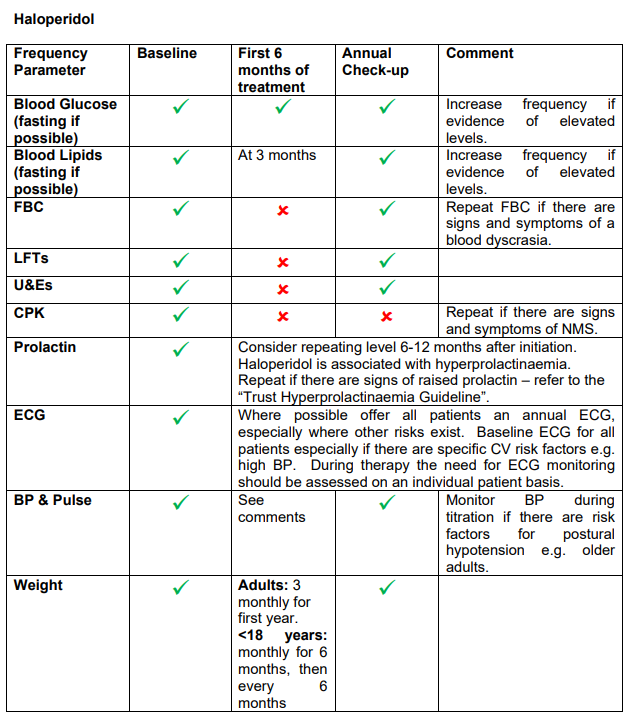 Haloperidol
Frequency Parameter | Baseline | First 6 months of treatment | Annual Check-up | Comment
Blood Glucose (fasting if possible) | ✓ | ✓ | ✓ | Increase frequency if evidence of elevated levels.
Blood Lipids (fasting if possible) | ✓ | At 3 months | ✓ | Increase frequency if evidence of elevated levels.
FBC | ✓ | ✘ | ✓ | Repeat FBC if there are signs and symptoms of a blood dyscrasia.
LFTs | ✓ | ✘ | ✓ |
U&Es | ✓ | ✘ | ✓ |
CPK | ✓ | ✘ | ✘ | Repeat if there are signs and symptoms of NMS.
Prolactin | ✓ | Consider repeating level 6-12 months after initiation.
Haloperidol is associated with hyperprolactinaemia.
Repeat if there are signs of raised prolactin – refer to the
“Trust Hyperprolactinaemia Guideline”.
ECG | ✓ | Where possible offer all patients an annual ECG,
especially where other risks exist. Baseline ECG for all
patients especially if there are specific CV risk factors e.g.
high BP. During therapy the need for ECG monitoring
should be assessed on an individual patient basis.
BP & Pulse | ✓ | See comments | ✓ | Monitor BP during titration if there are risk factors for postural hypotension e.g. older adults.
Weight | ✓ | Adults: 3 monthly for first year. <18 years: monthly for 6 months, then every 6 months | ✓ |